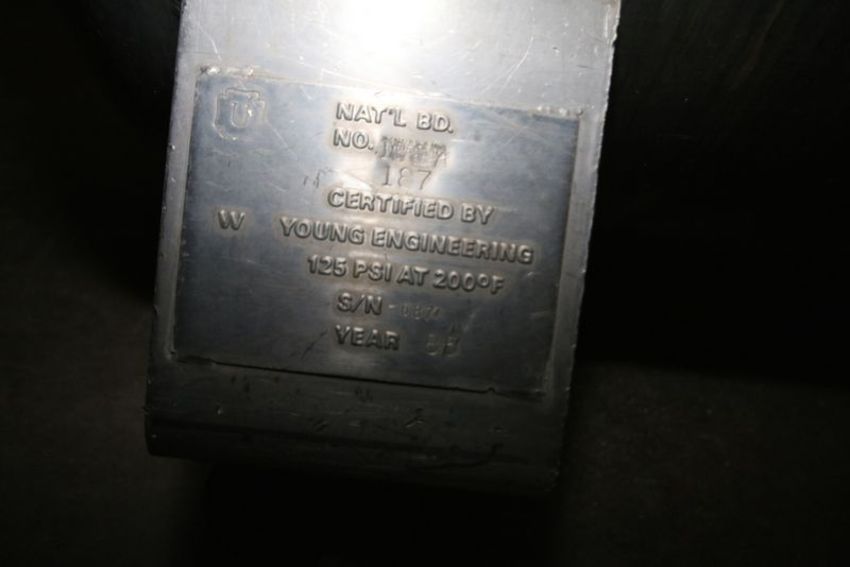 U
NAT'L BD.
NO.
187
CERTIFIED BY
W YOUNG ENGINEERING
125 PSI AT 200°F
S/N
YEAR